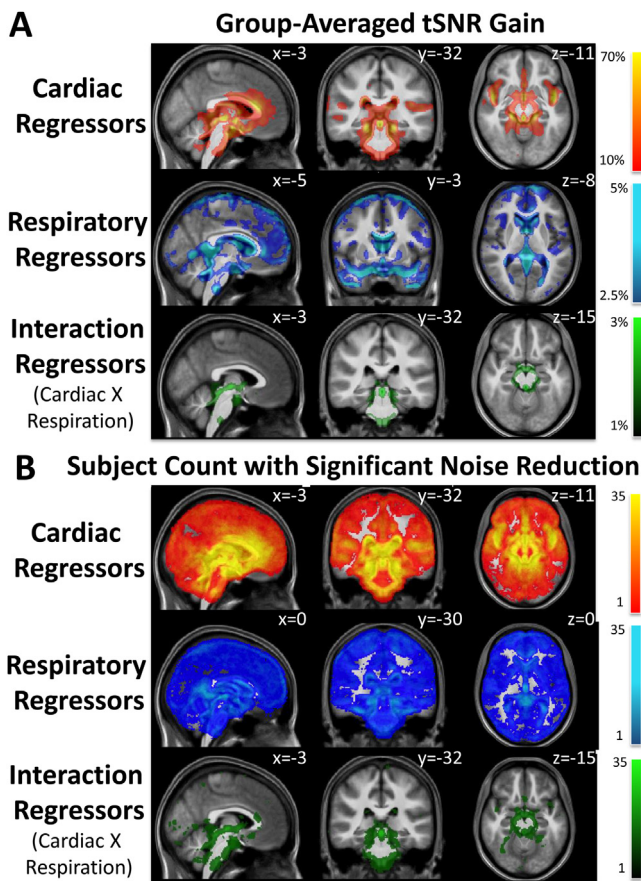 A Group-Averaged tSNR Gain
Cardiac
Regressors
x=-3
y=-32
z=-11
70%
10%
Respiratory
Regressors
x=-5
y=-3
z=-8
5%
2.5%
Interaction
Regressors
(Cardiac X
Respiration)
x=-3
y=-32
z=-15
3%
1%
B Subject Count with Significant Noise Reduction
Cardiac
Regressors
x=-3
y=-32
z=-11
35
1
Respiratory
Regressors
x=0
y=-30
z=0
35
1
Interaction
Regressors
(Cardiac X
Respiration)
x=-3
y=-32
z=-15
35
1